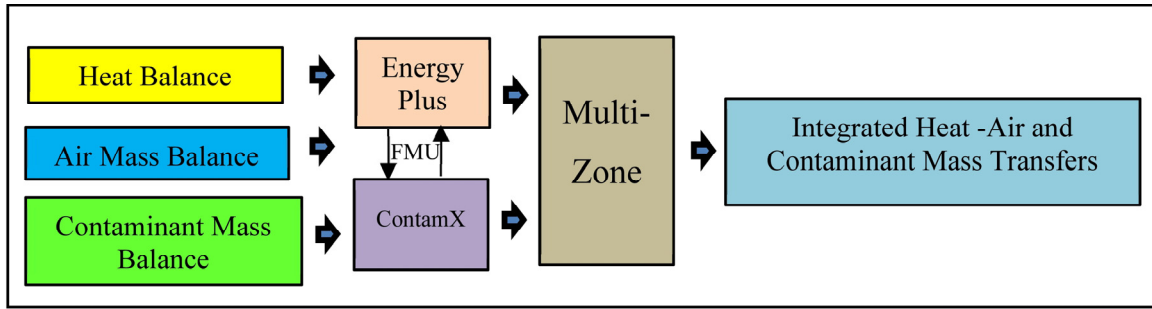 Heat Balance
Air Mass Balance
Contaminant Mass
Balance
Energy
Plus
FMU
ContamX
Multi-
Zone
Integrated Heat -Air and
Contaminant Mass Transfers